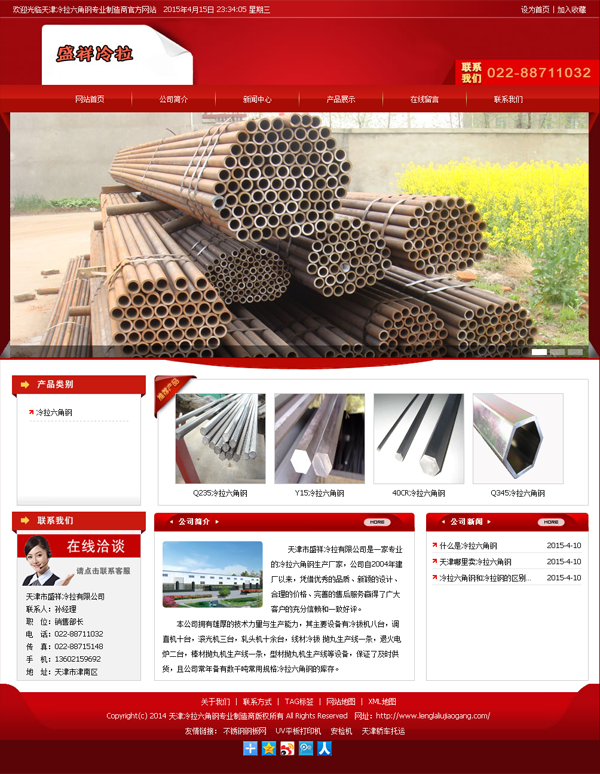 欢迎光临天津冷拉六角钢专业制造商官方网站 2015年4月15日 23:34:05 星期三
设为首页 | 加入收藏
盛祥冷拉
联系我们 022-88711032
网站首页 公司简介 新闻中心 产品展示 在线留言 联系我们
产品类别
冷拉六角钢
推荐产品
Q235冷拉六角钢 Y15冷拉六角钢 40CR冷拉六角钢 Q345冷拉六角钢
联系我们
在线洽谈
请点击联系客服
天津市盛祥冷拉有限公司
联系人：孙经理
职 位：销售部长
电 话：022-88711032
传 真：022-88715148
手 机：13602159692
地 址：天津市津南区
公司简介 HOME
天津市盛祥冷拉有限公司是一家专业
的冷拉六角钢生产厂家，公司自2004年建
厂以来，凭借优秀的品质、新颖的设计、
合理的价格、完善的售后服务赢得了广大
客户的充分信赖和一致好评。
本公司拥有雄厚的技术力量与生产能力，其主要设备有冷拔机八台，调
直机十台，滚光机三台，轧头机十余台，线材冷拔 抛丸生产线一条，退火电
炉二台，棒材抛丸机生产线一条，型材抛丸机生产线等设备，保证了及时供
货，且公司常年备有数千吨常用规格冷拉六角钢的库存。
公司新闻 HOME
什么是冷拉六角钢 2015-4-10
天津哪里卖冷拉六角钢 2015-4-10
冷拉六角钢和冷拉钢的区别... 2015-4-10
关于我们 | 联系方式 | TAG标签 | 网站地图 | XML地图
Copyright(c) 2014 天津冷拉六角钢专业制造商版权所有 All Rights Reserved 网址：http://www.lenglaliujiaogang.com/
友情链接： 不锈钢钢板网 UV平板打印机 安检机 天津轿车托运